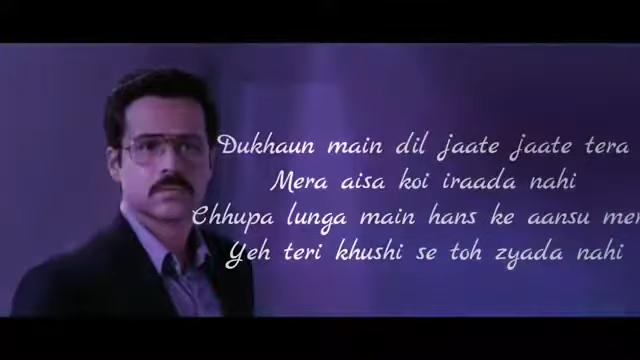 Dukhaun main dil jaate jaate tera
Mera aisa koi iraada nahi
Chhupa lunga main hans ke aansu mer
Yeh teri khushi se toh zyada nahi